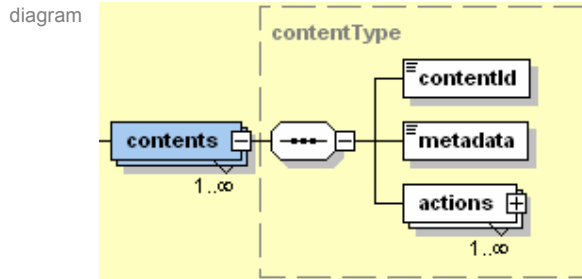 diagram
contentType
contentId
contents
metadata
1..∞
actions
1..∞